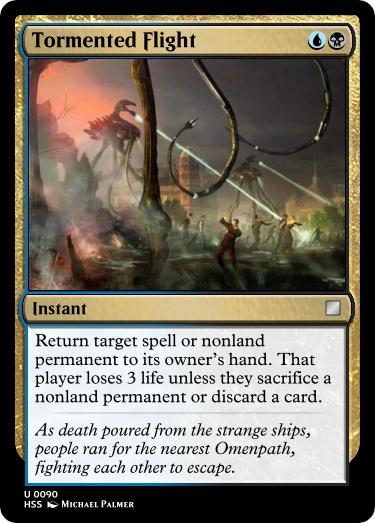 Tormented Flight
Instant
Return target spell or nonland
permanent to its owner's hand. That
player loses 3 life unless they sacrifice a
nonland permanent or discard a card.
As death poured from the strange ships,
people ran for the nearest Omenpath,
fighting each other to escape.
U 0090
HSS Michael Palmer